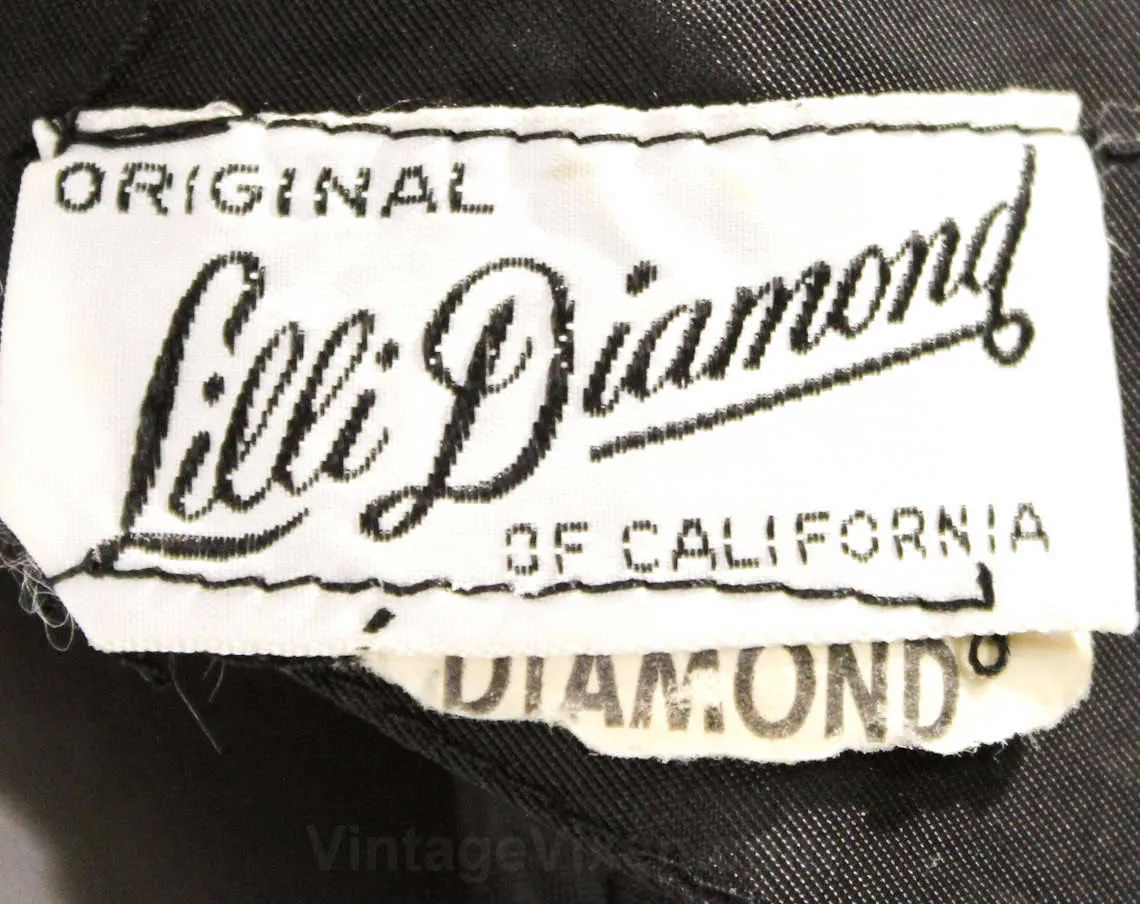 ORIGINAL
Lilli Diamond
OF CALIFORNIA
DIAMOND